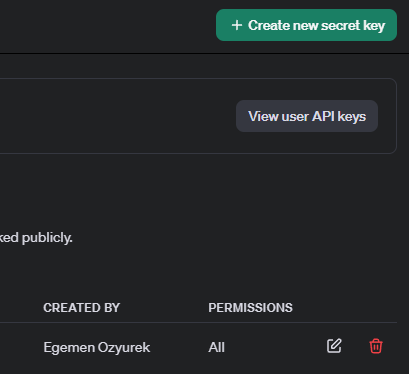 + Create new secret key
View user API keys
ked publicly.
CREATED BY PERMISSIONS
Egemen Ozyurek All